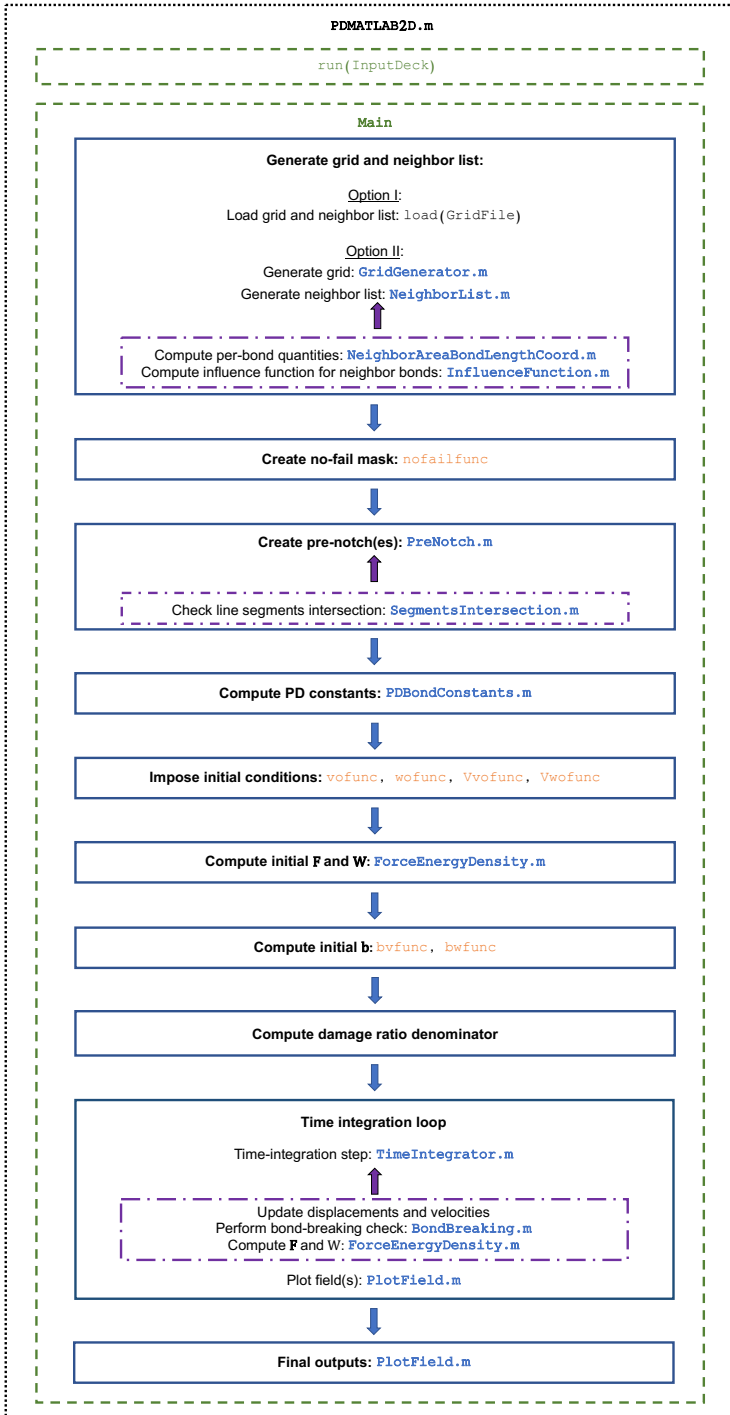 PDMATLAB2D.m
run(InputDeck)
Main
Generate grid and neighbor list:
Option I:
Load grid and neighbor list: load(GridFile)
Option II:
Generate grid: GridGenerator.m
Generate neighbor list: NeighborList.m
Compute per-bond quantities: NeighborAreaBondLengthCoord.m
Compute influence function for neighbor bonds: InfluenceFunction.m
Create no-fail mask: nofailfunc
Create pre-notch(es): PreNotch.m
Check line segments intersection: SegmentsIntersection.m
Compute PD constants: PDBondConstants.m
Impose initial conditions: vofunc, wofunc, Vvofunc, Vwofunc
Compute initial F and W: ForceEnergyDensity.m
Compute initial b: bvfunc, bwfunc
Compute damage ratio denominator
Time integration loop
Time-integration step: TimeIntegrator.m
Update displacements and velocities
Perform bond-breaking check: BondBreaking.m
Compute F and W: ForceEnergyDensity.m
Plot field(s): PlotField.m
Final outputs: PlotField.m